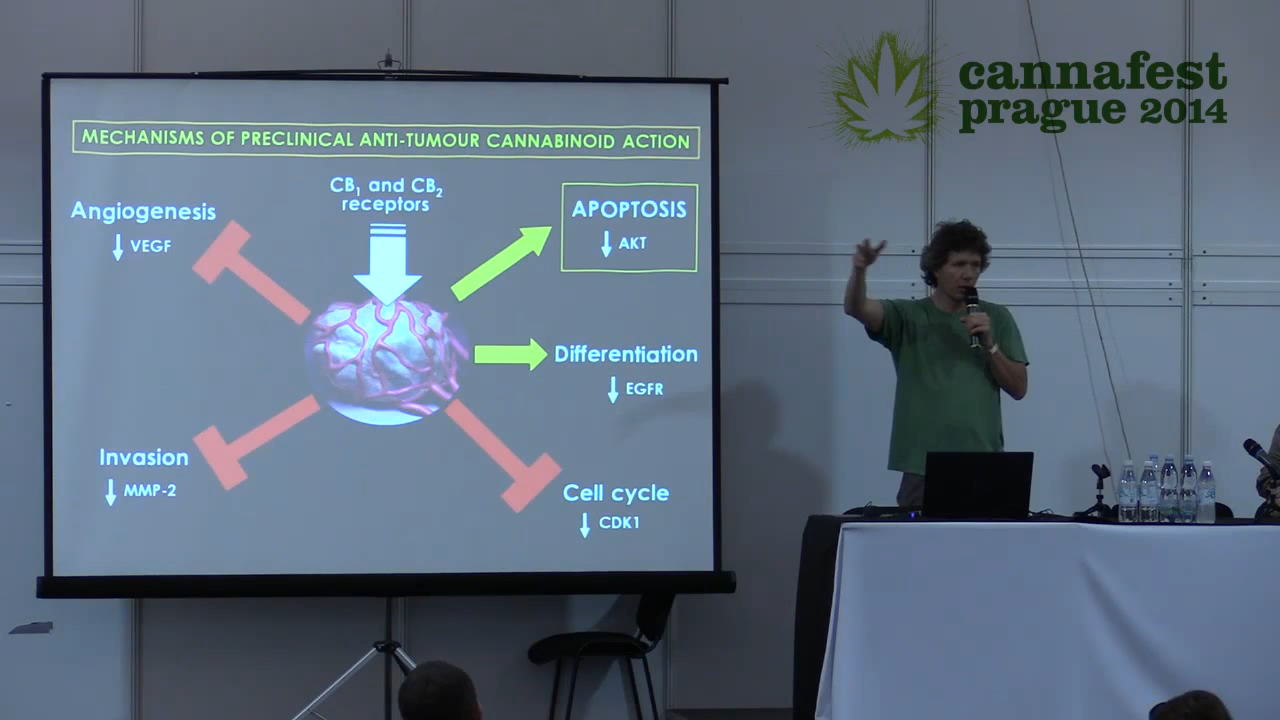 cannafest
prague 2014
MECHANISMS OF PRECLINICAL ANTI-TUMOUR CANNABINOID ACTION
CB₁ and CB₂
receptors
Angiogenesis
↓ VEGF
APOPTOSIS
↓ AKT
Differentiation
↓ EGFR
Invasion
↓ MMP-2
Cell cycle
↓ CDK1